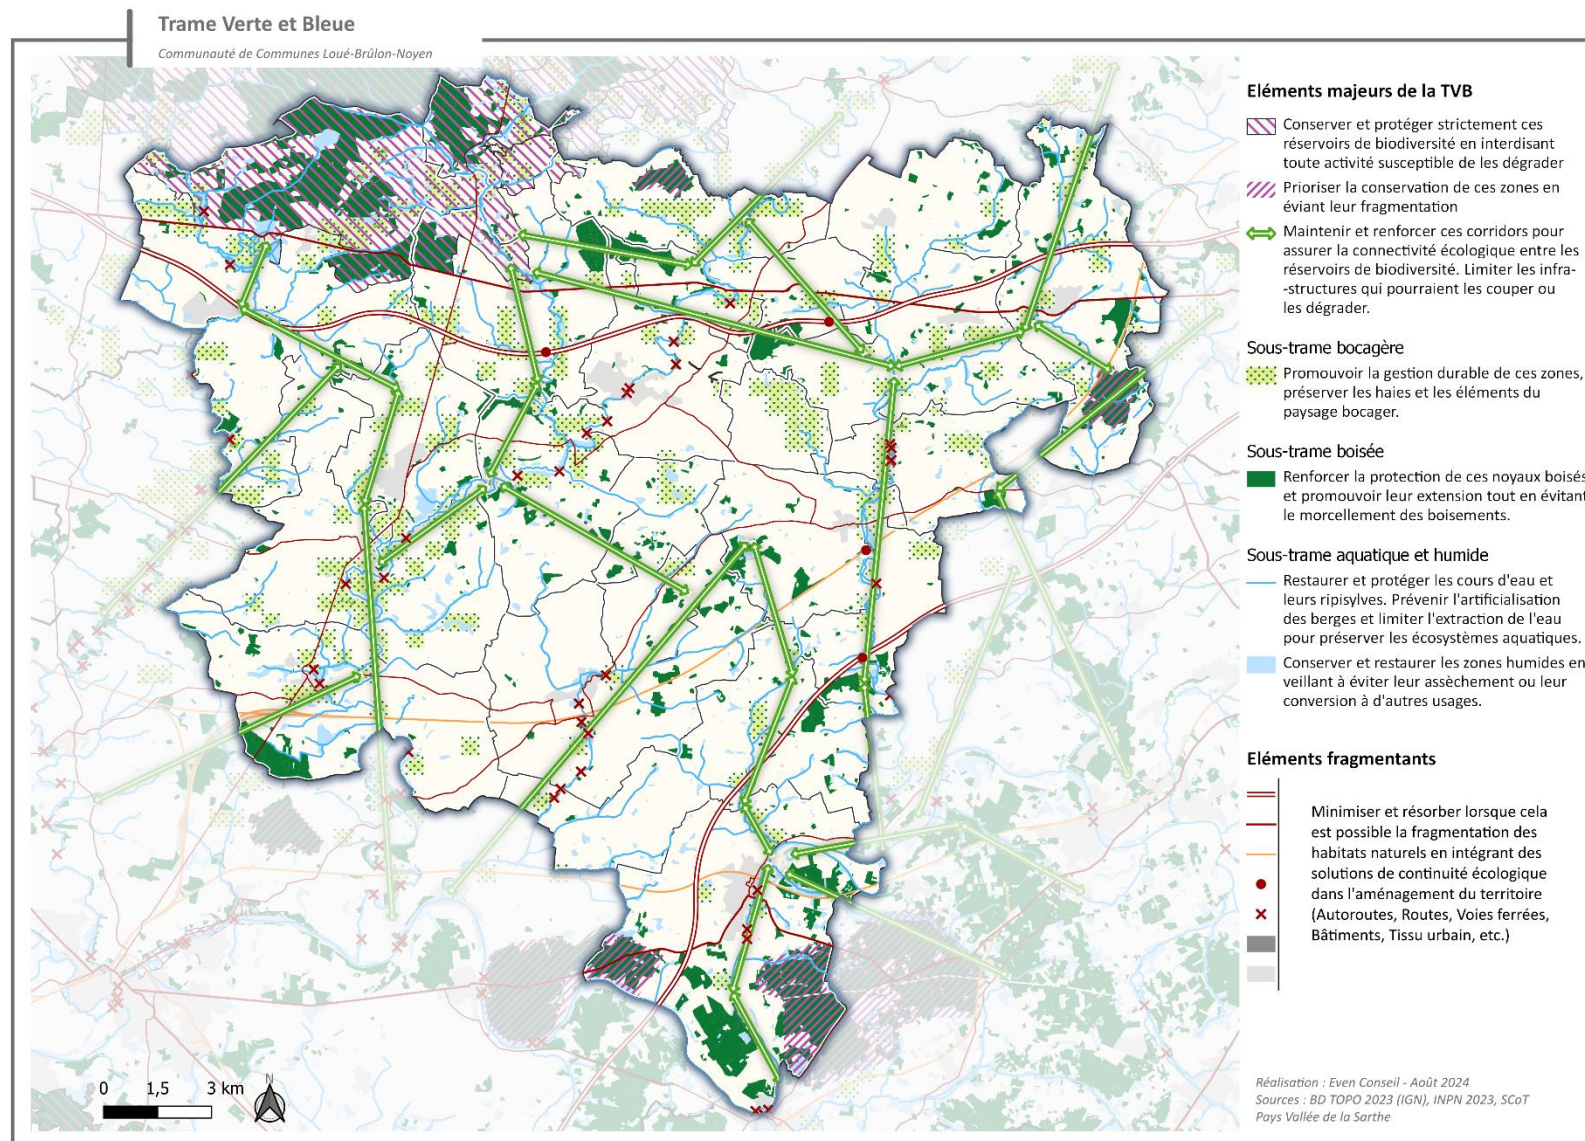 Trame Verte et Bleue
Communauté de Communes Loué-Brûlon-Noyen
Eléments majeurs de la TVB
Conserver et protéger strictement ces
réservoirs de biodiversité en interdisant
toute activité susceptible de les dégrader
Prioriser la conservation de ces zones en
éviant leur fragmentation
Maintenir et renforcer ces corridors pour
assurer la connectivité écologique entre les
réservoirs de biodiversité. Limiter les infra-
-structures qui pourraient les couper ou
les dégrader.
Sous-trame bocagère
Promouvoir la gestion durable de ces zones,
préserver les haies et les éléments du
paysage bocager.
Sous-trame boisée
Renforcer la protection de ces noyaux boisés
et promouvoir leur extension tout en évitant
le morcellement des boisements.
Sous-trame aquatique et humide
Restaurer et protéger les cours d'eau et
leurs ripisylves. Prévenir l'artificialisation
des berges et limiter l'extraction de l'eau
pour préserver les écosystèmes aquatiques.
Conserver et restaurer les zones humides en
veillant à éviter leur assèchement ou leur
conversion à d'autres usages.
Eléments fragmentants
Minimiser et résorber lorsque cela
est possible la fragmentation des
habitats naturels en intégrant des
solutions de continuité écologique
dans l'aménagement du territoire
(Autoroutes, Routes, Voies ferrées,
Bâtiments, Tissu urbain, etc.)
0 1,5 3 km
N
Réalisation : Even Conseil - Août 2024
Sources : BD TOPO 2023 (IGN), INPN 2023, SCoT
Pays Vallée de la Sarthe